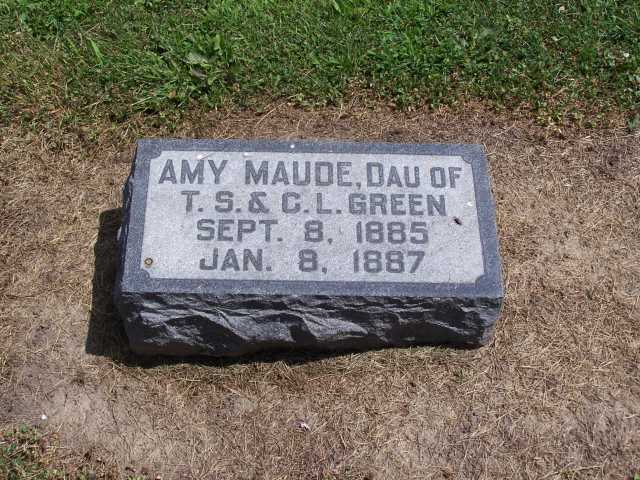 AMY MAUDE, DAU OF
T. S. & C. L. GREEN
SEPT. 8, 1885
JAN. 8, 1887